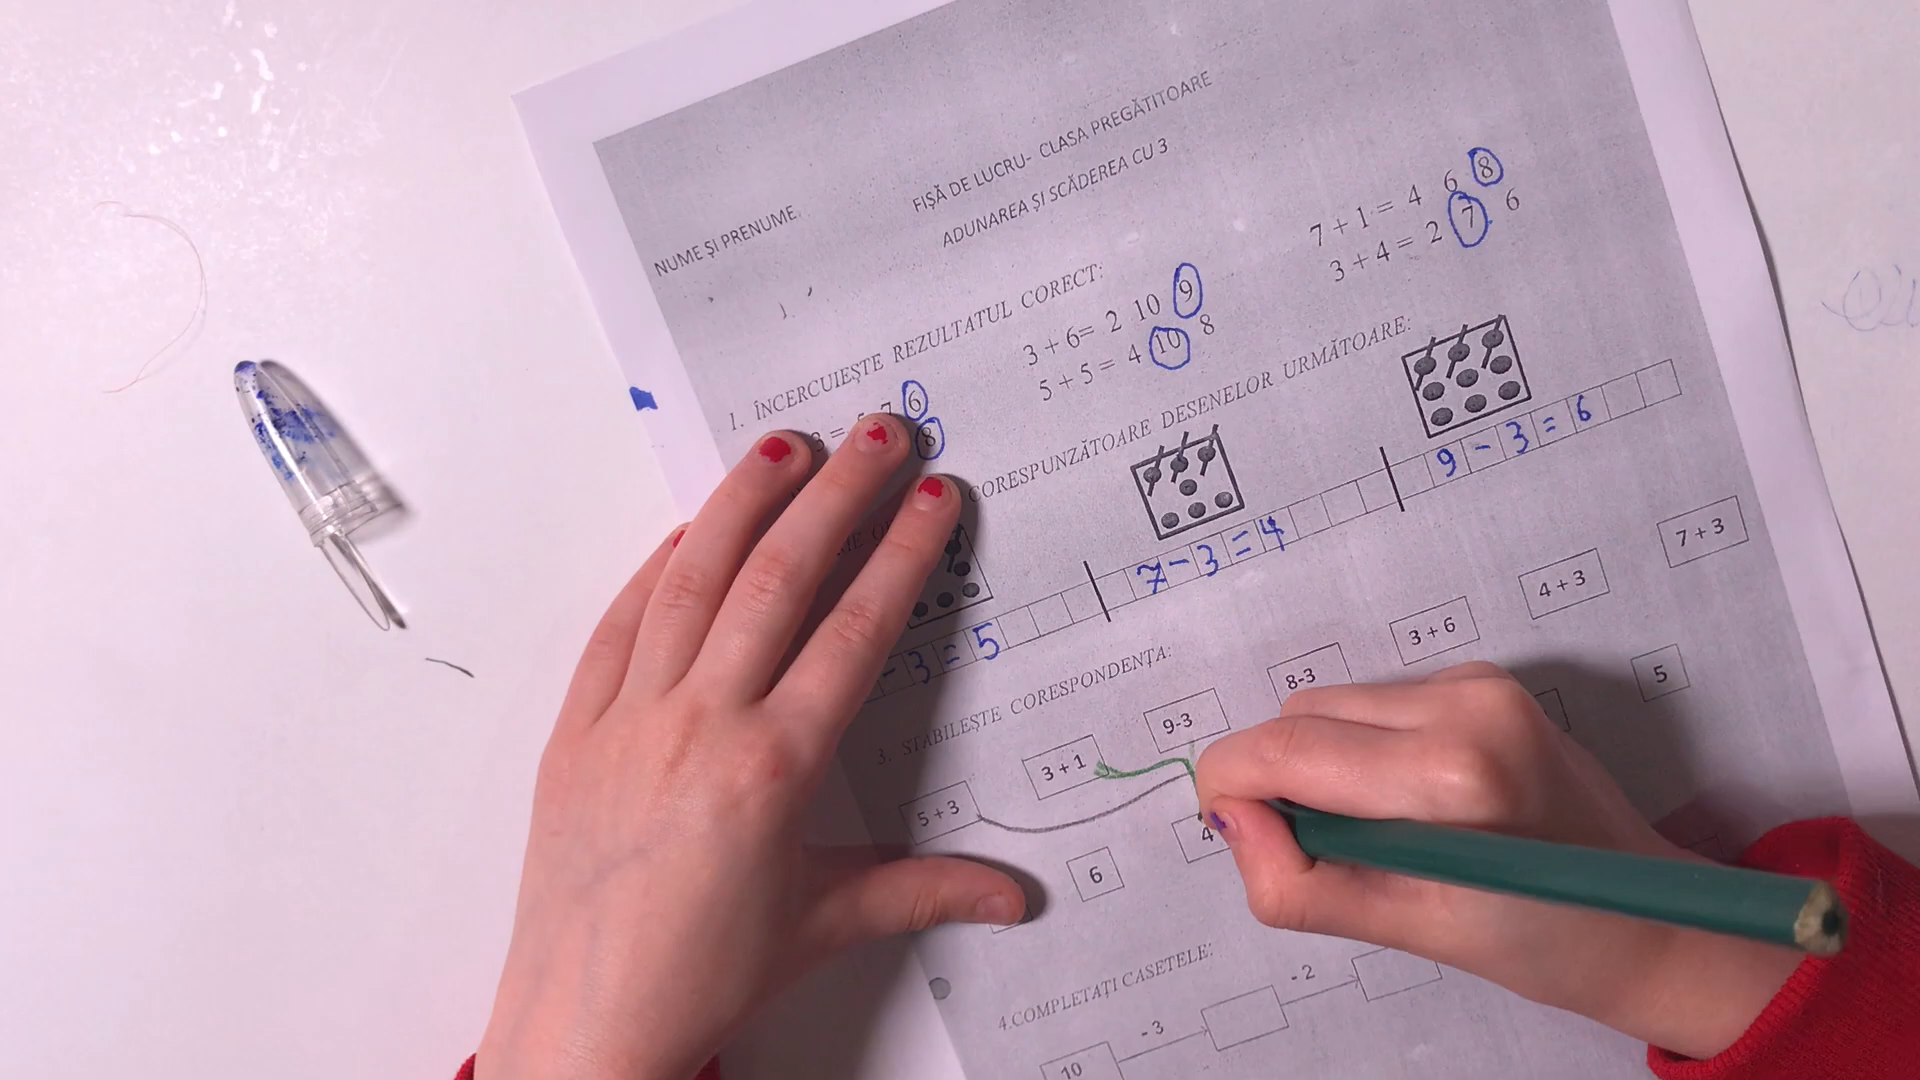 FIȘĂ DE LUCRU- CLASA PREGĂTITOARE
ADUNAREA ȘI SCĂDEREA CU 3
NUME ȘI PRENUME
1. ÎNCERCUIEȘTE REZULTATUL CORECT:
3 = 7 6
8
3 + 6= 2 10 9
5 + 5 = 4 10 8
7 + 1 = 4 6 8
3 + 4 = 2 7 6
CORESPUNZĂTOARE DESENELOR URMĂTOARE:
- 3 = 5
7 - 3 = 4
9 - 3 = 6
3. STABILEȘTE CORESPONDENȚA:
5 + 3
3 + 1
9-3
8-3
3 + 6
4 + 3
7 + 3
6
4
5
4.COMPLETAȚI CASETELE:
10
- 3
- 2